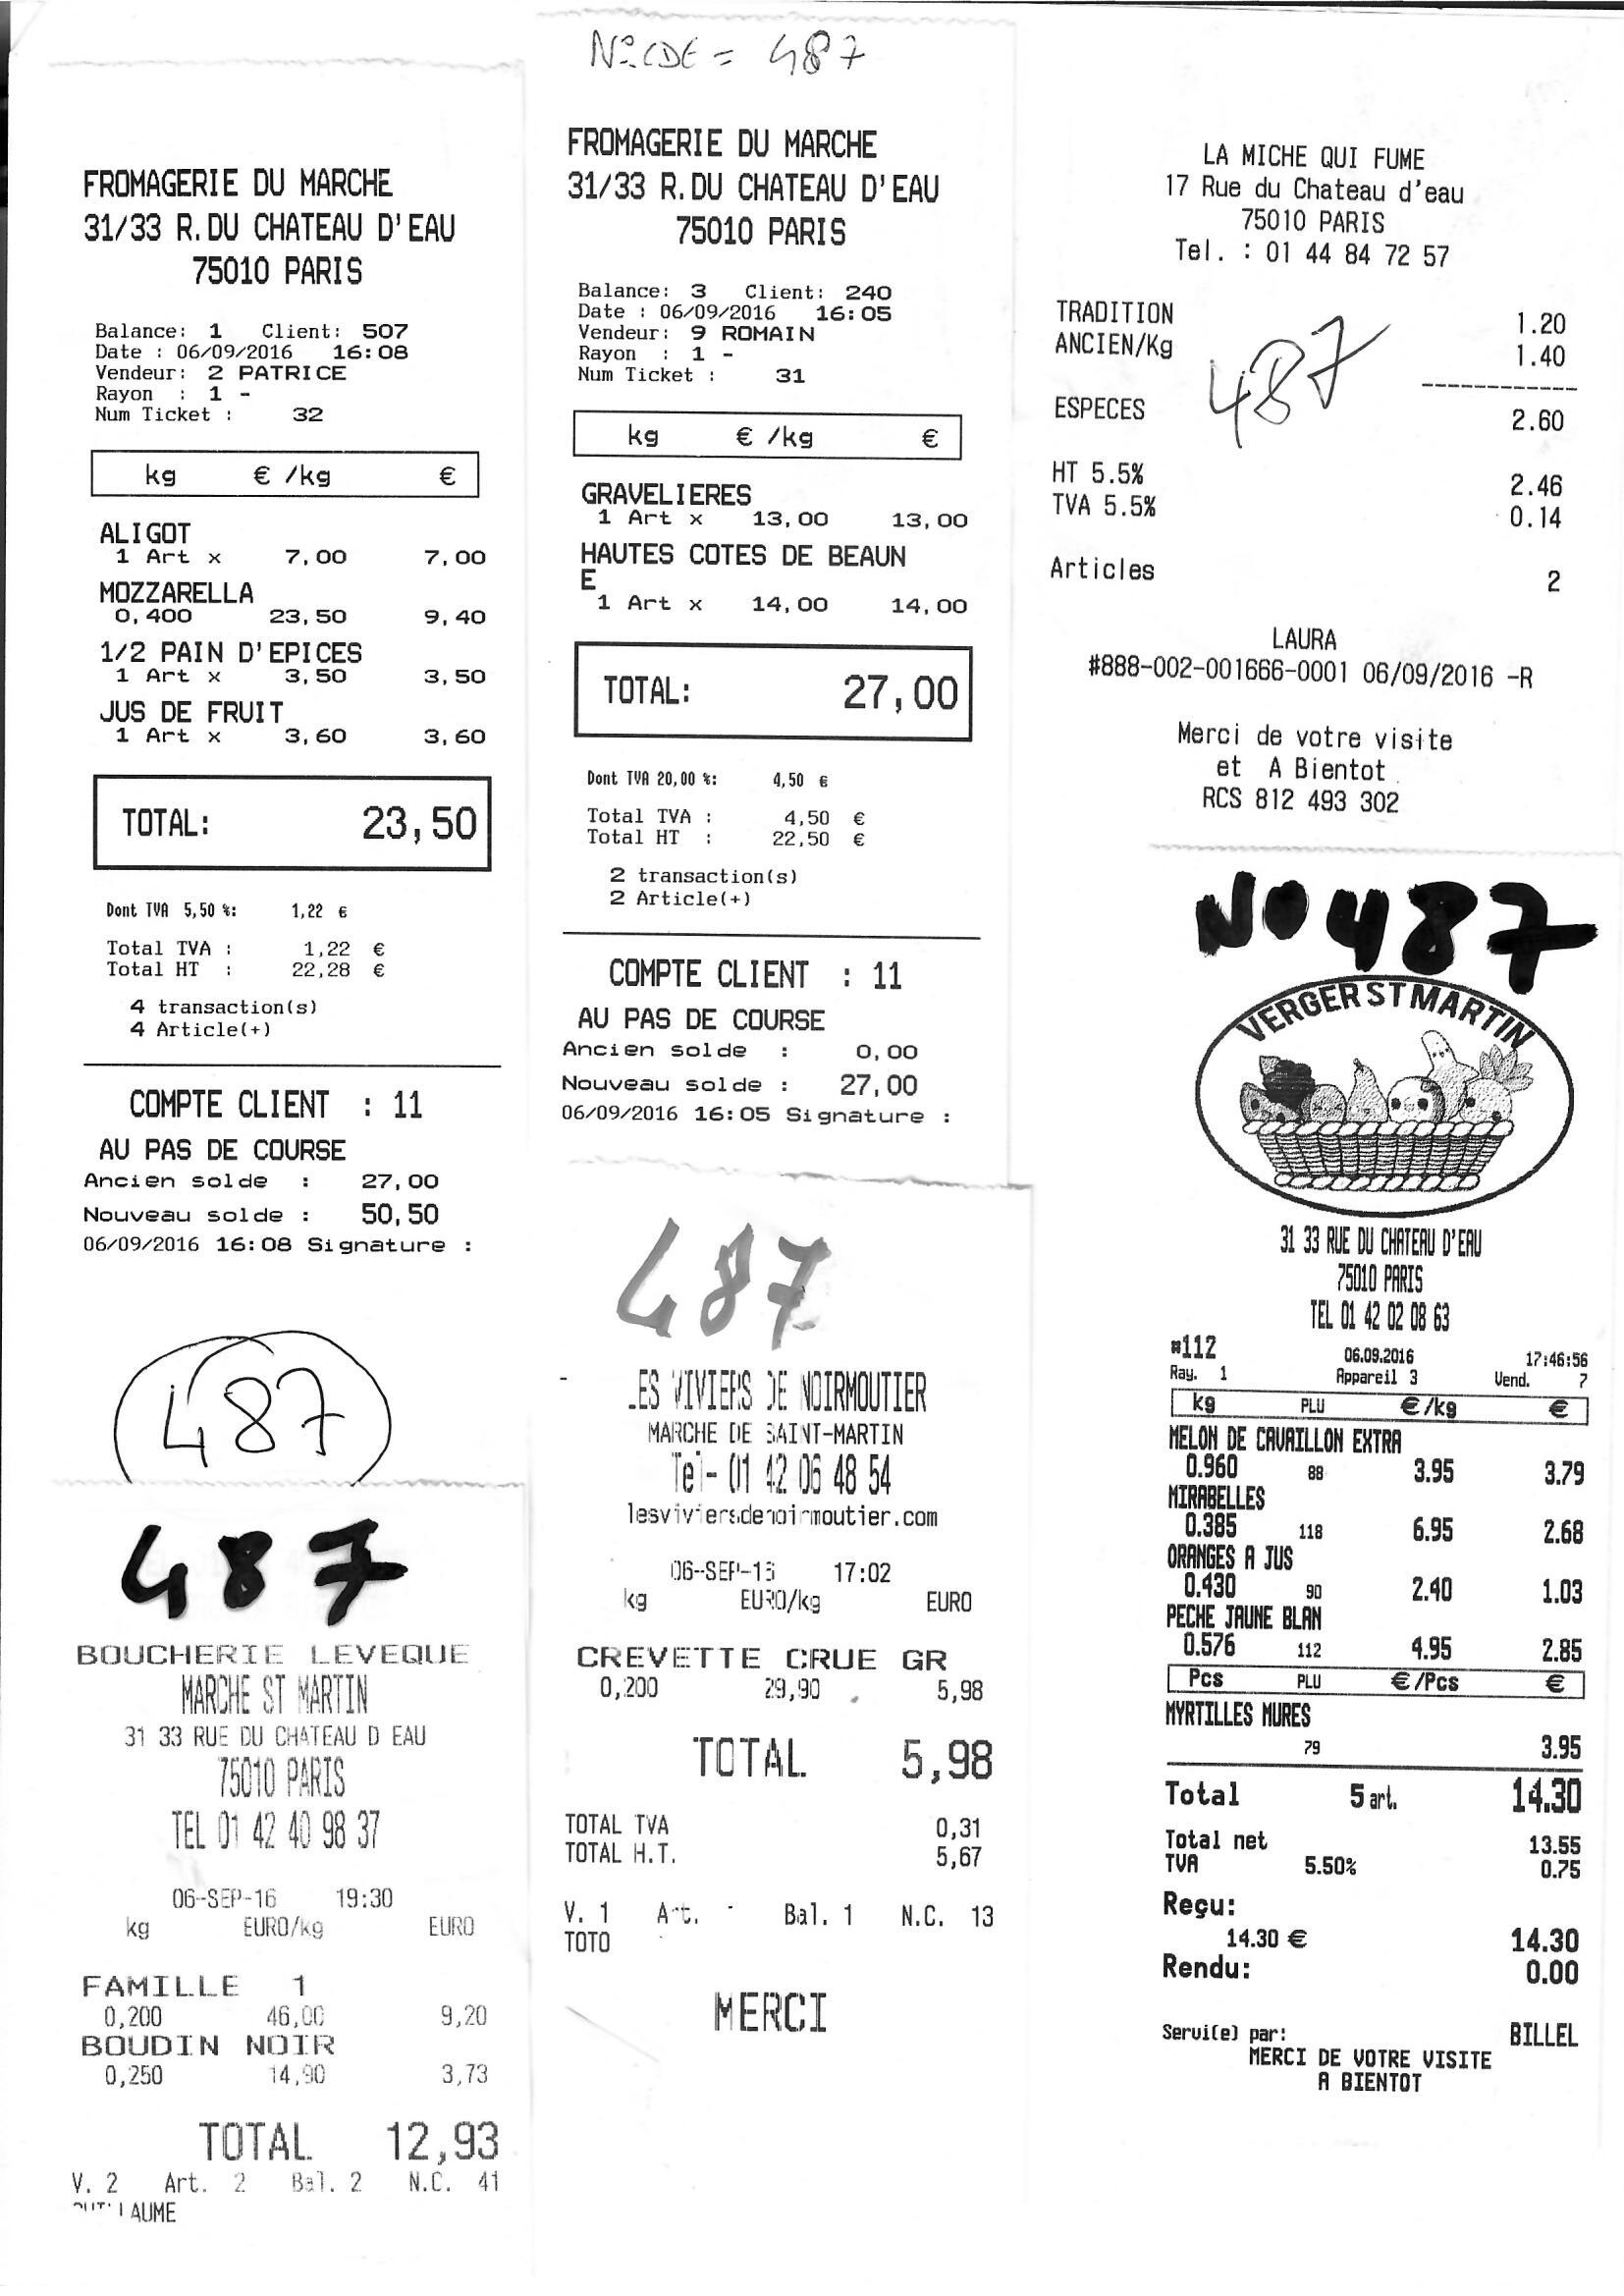 FROMAGERIE DU MARCHE
31/33 R.DU CHATEAU D'EAU
75010 PARIS
Balance: 1 Client: 507
Date : 06/09/2016 16:08
Vendeur: 2 PATRICE
Rayon : 1 -
Num Ticket : 32
kg € /kg €
ALIGOT
1 Art x 7,00 7,00
MOZZARELLA
0,400 23,50 9,40
1/2 PAIN D'EPICES
1 Art x 3,50 3,50
JUS DE FRUIT
1 Art x 3,60 3,60
TOTAL: 23,50
Dont TVA 5,50 %: 1,22 €
Total TVA : 1,22 €
Total HT : 22,28 €
4 transaction(s)
4 Article(+)
COMPTE CLIENT : 11
AU PAS DE COURSE
Ancien solde : 27,00
Nouveau solde : 50,50
06/09/2016 16:08 Signature :
487
487
BOUCHERIE LEVEQUE
MARCHE ST MARTIN
31 33 RUE DU CHATEAU D EAU
75010 PARIS
TEL 01 42 40 98 37
06-SEP-16 19:30
kg EURO/kg EURO
FAMILLE 1
0,200 46,00 9,20
BOUDIN NOIR
0,250 14,90 3,73
TOTAL 12,93
V. 2 Art. 2 Bal. 2 N.C. 41
N°CDE = 487
FROMAGERIE DU MARCHE
31/33 R.DU CHATEAU D'EAU
75010 PARIS
Balance: 3 Client: 240
Date : 06/09/2016 16:05
Vendeur: 9 ROMAIN
Rayon : 1 -
Num Ticket : 31
kg € /kg €
GRAVELIERES
1 Art x 13,00 13,00
HAUTES COTES DE BEAUN
E
1 Art x 14,00 14,00
TOTAL: 27,00
Dont TVA 20,00 %: 4,50 €
Total TVA : 4,50 €
Total HT : 22,50 €
2 transaction(s)
2 Article(+)
COMPTE CLIENT : 11
AU PAS DE COURSE
Ancien solde : 0,00
Nouveau solde : 27,00
06/09/2016 16:05 Signature :
487
LES VIVIERS DE NOIRMOUTIER
MARCHE DE SAINT-MARTIN
Tel- 01 42 06 48 54
lesviviersdenoirmoutier.com
06-SEP-16 17:02
kg EURO/kg EURO
CREVETTE CRUE GR
0,200 29,90 5,98
TOTAL 5,98
TOTAL TVA 0,31
TOTAL H.T. 5,67
V. 1 Art. - Bal. 1 N.C. 13
TOTO
MERCI
LA MICHE QUI FUME
17 Rue du Chateau d'eau
75010 PARIS
Tel. : 01 44 84 72 57
TRADITION 1.20
ANCIEN/Kg 1.40
487
ESPECES 2.60
HT 5.5% 2.46
TVA 5.5% 0.14
Articles 2
LAURA
#888-002-001666-0001 06/09/2016 -R
Merci de votre visite
et A Bientot
RCS 812 493 302
NO 487
VERGER ST MARTIN
31 33 RUE DU CHATEAU D'EAU
75010 PARIS
TEL 01 42 02 08 63
#112 06.09.2016 17:46:56
Ray. 1 Appareil 3 Vend. 7
kg PLU €/kg €
MELON DE CAVAILLON EXTRA
0.960 88 3.95 3.79
MIRABELLES
0.385 118 6.95 2.68
ORANGES A JUS
0.430 90 2.40 1.03
PECHE JAUNE BLAN
0.576 112 4.95 2.85
Pcs PLU €/Pcs €
MYRTILLES MURES
79 3.95
Total 5 art. 14.30
Total net 13.55
TVA 5.50% 0.75
Reçu:
14.30 € 14.30
Rendu: 0.00
Servi(e) par: BILLEL
MERCI DE VOTRE VISITE
A BIENTOT